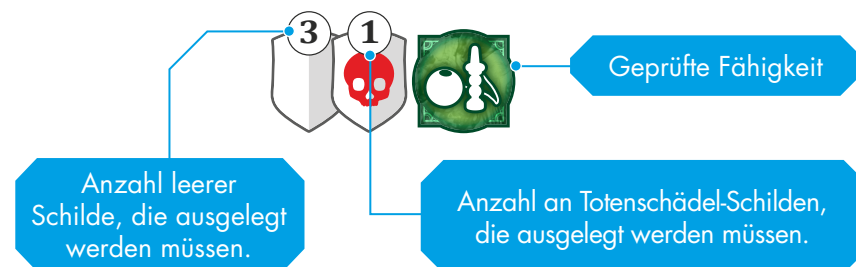 3 1
Geprüfte Fähigkeit
Anzahl leerer
Schilde, die ausgelegt
werden müssen.
Anzahl an Totenschädel-Schilden,
die ausgelegt werden müssen.